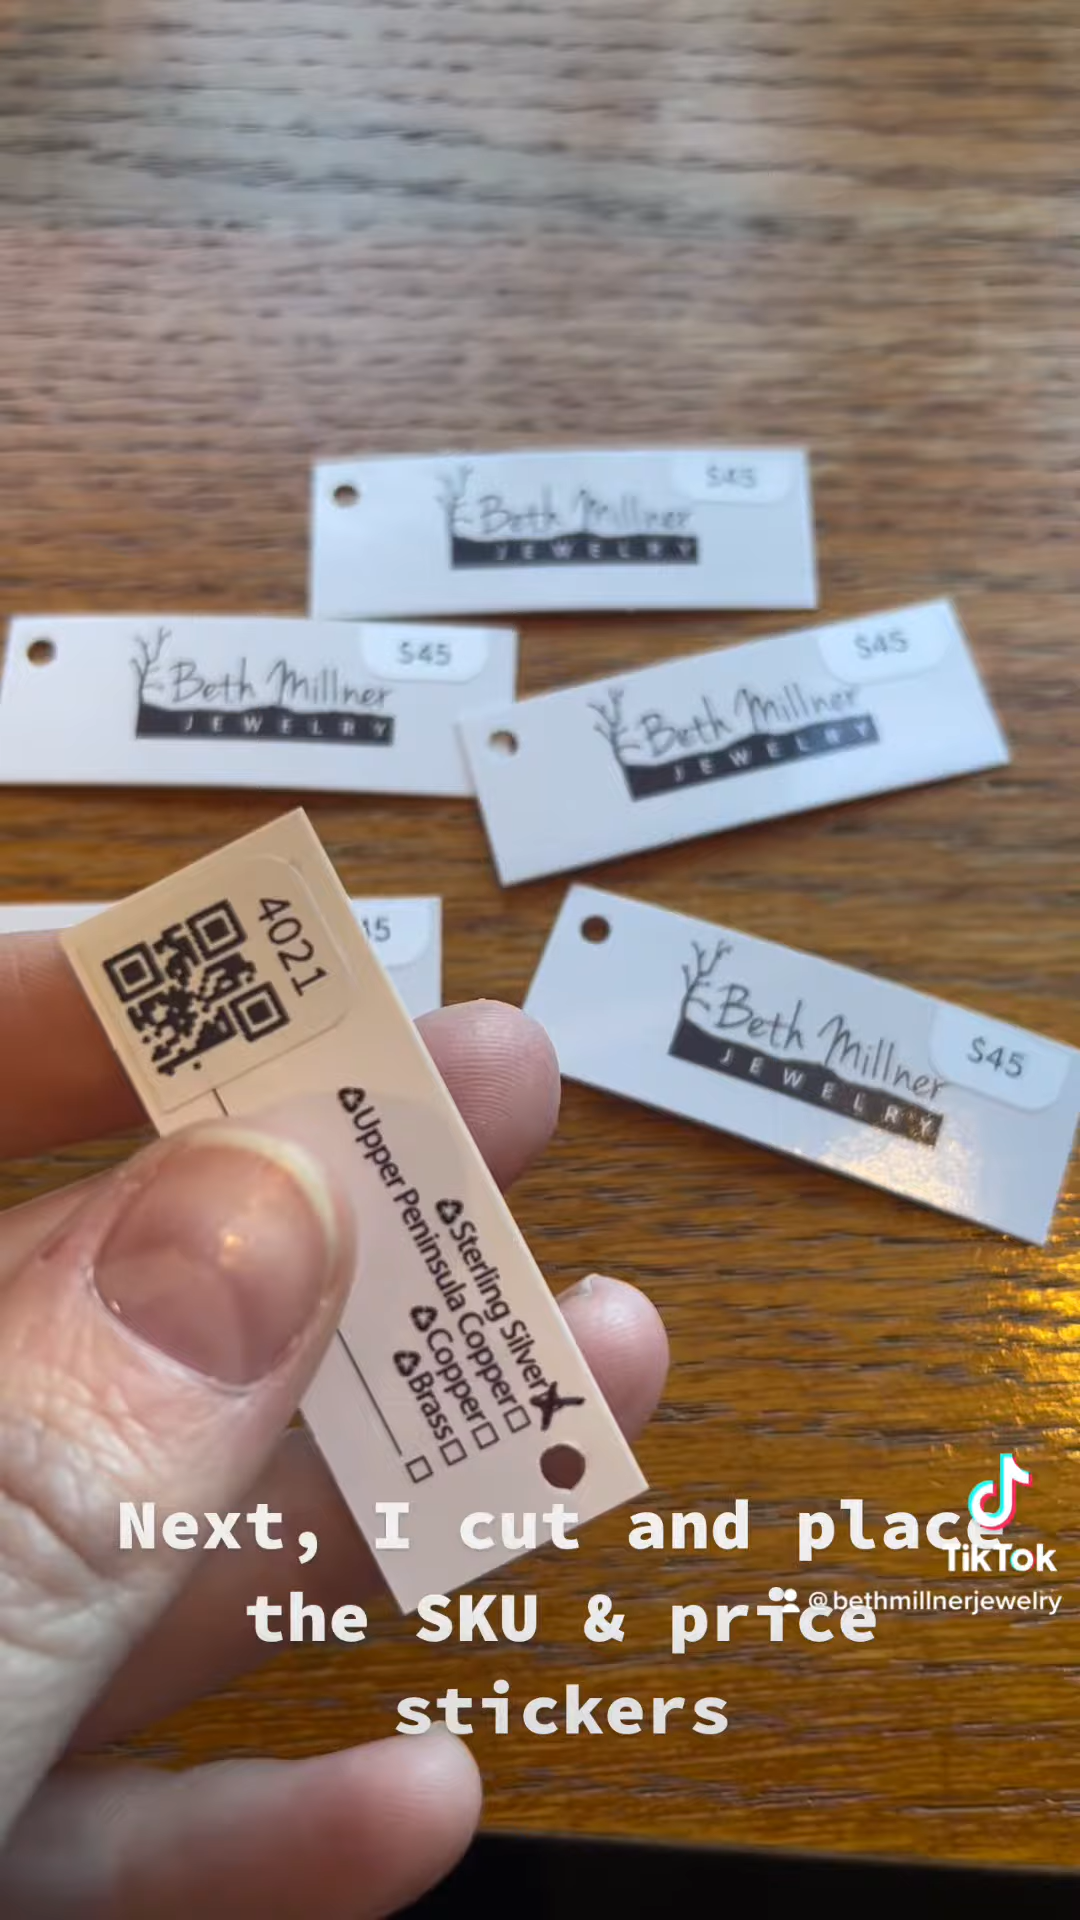 $45
Beth Millner
JEWELRY
$45
Beth Millner
JEWELRY
$45
Beth Millner
JEWELRY
45
4021
Sterling Silver
Upper Peninsula Copper
Copper
Brass
$45
Beth Millner
JEWELRY
Next, I cut and place
the SKU & price
stickers
TikTok
@bethmillnerjewelry